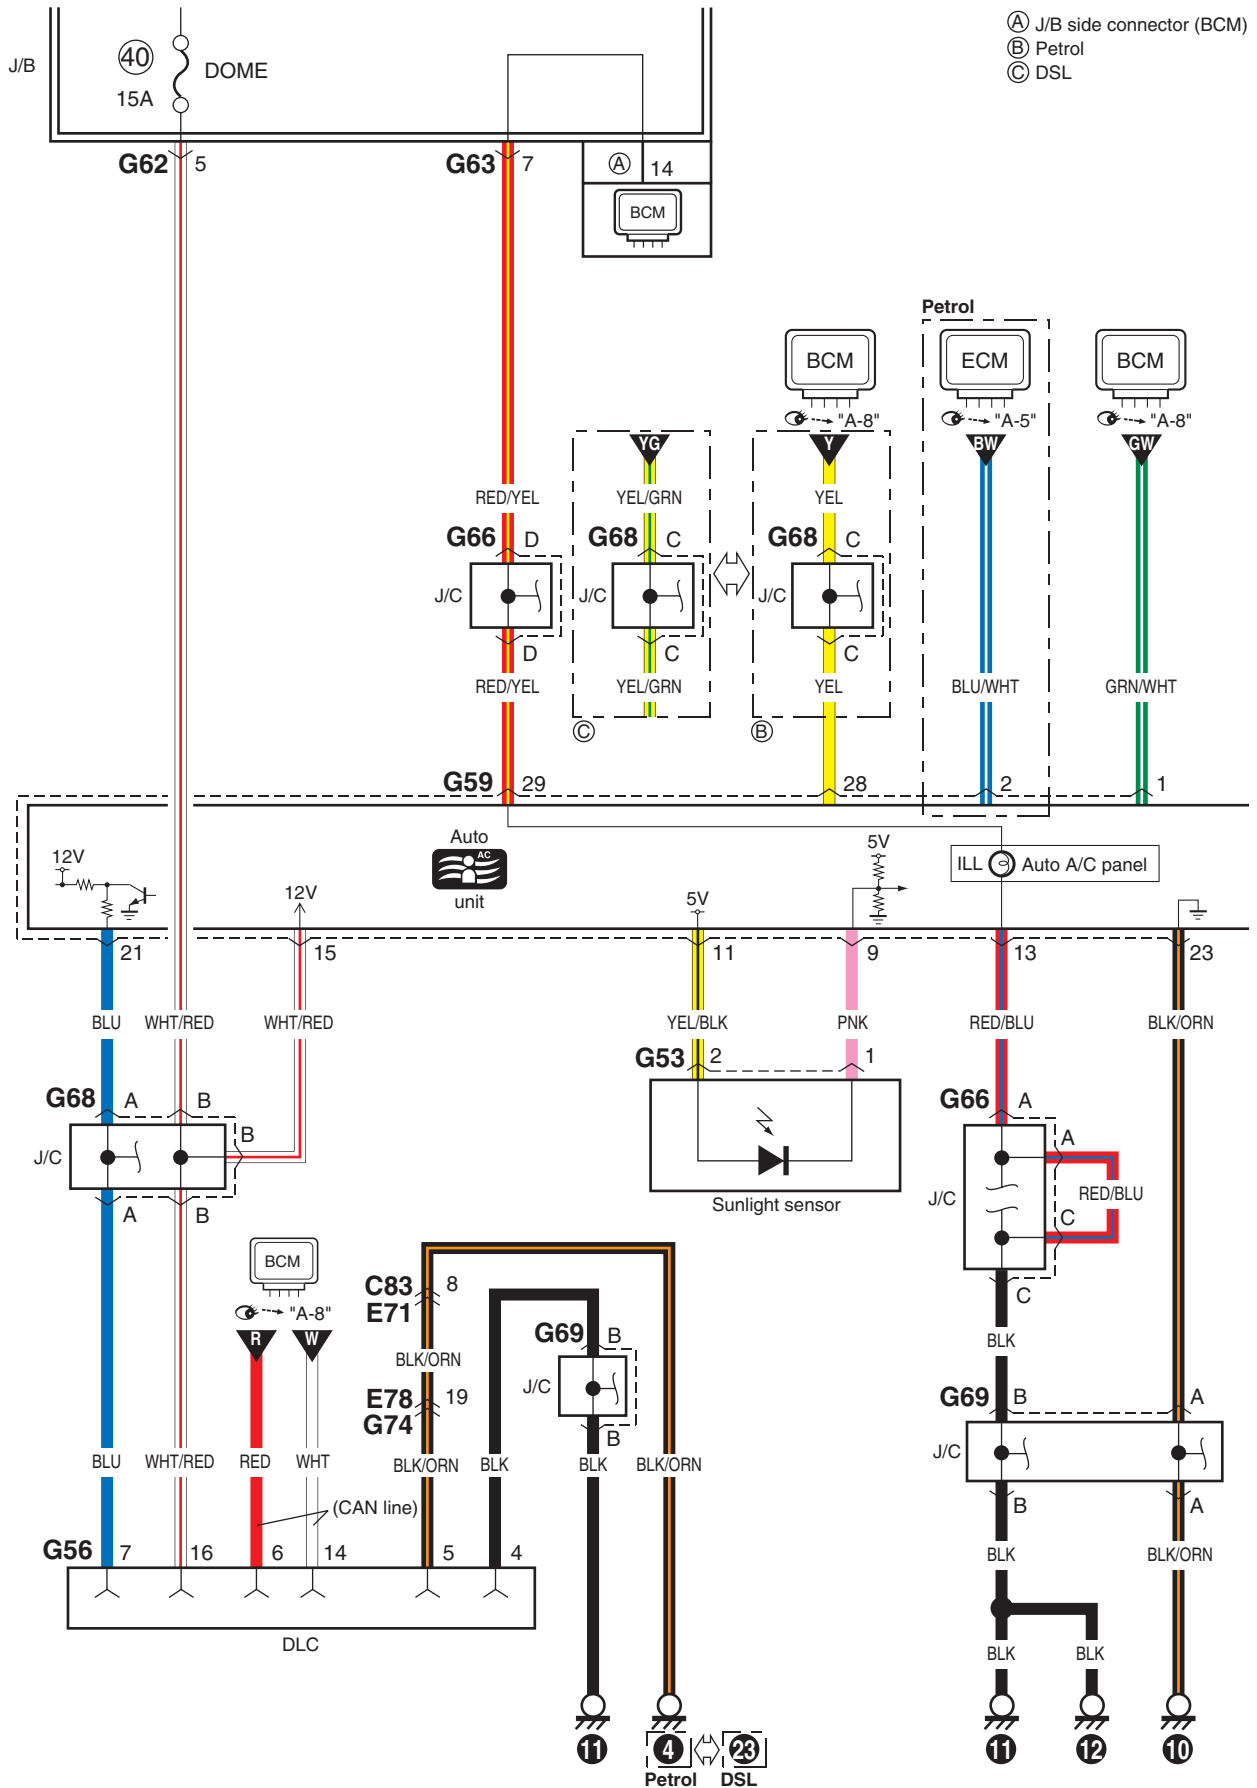 A J/B side connector (BCM)
B Petrol
C DSL
J/B
40
15A
DOME
G62 5
G63 7
A 14
BCM
Petrol
BCM
ECM
BCM
"A-8"
"A-5"
"A-8"
YG
Y
BW
GW
RED/YEL
YEL/GRN
YEL
G66 D
G68 C
G68 C
J/C
J/C
J/C
D
C
C
RED/YEL
YEL/GRN
YEL
BLU/WHT
GRN/WHT
C
B
G59 29
28
2
1
12V
12V
Auto
AC
unit
5V
5V
ILL
Auto A/C panel
21
15
11
9
13
23
BLU
WHT/RED
WHT/RED
YEL/BLK
PNK
RED/BLU
BLK/ORN
G53 2
1
G68 A
B
B
J/C
A
B
Sunlight sensor
G66 A
A
J/C
RED/BLU
C
C
BCM
"A-8"
R
W
C83 8
E71
BLK/ORN
E78 19
G74
G69 B
J/C
B
BLK
G69 B
A
J/C
B
A
BLU
WHT/RED
RED
WHT
BLK/ORN
BLK
BLK
BLK/ORN
(CAN line)
G56 7
16
6
14
5
4
DLC
BLK
BLK/ORN
BLK
BLK
11
4
23
Petrol
DSL
11
12
10